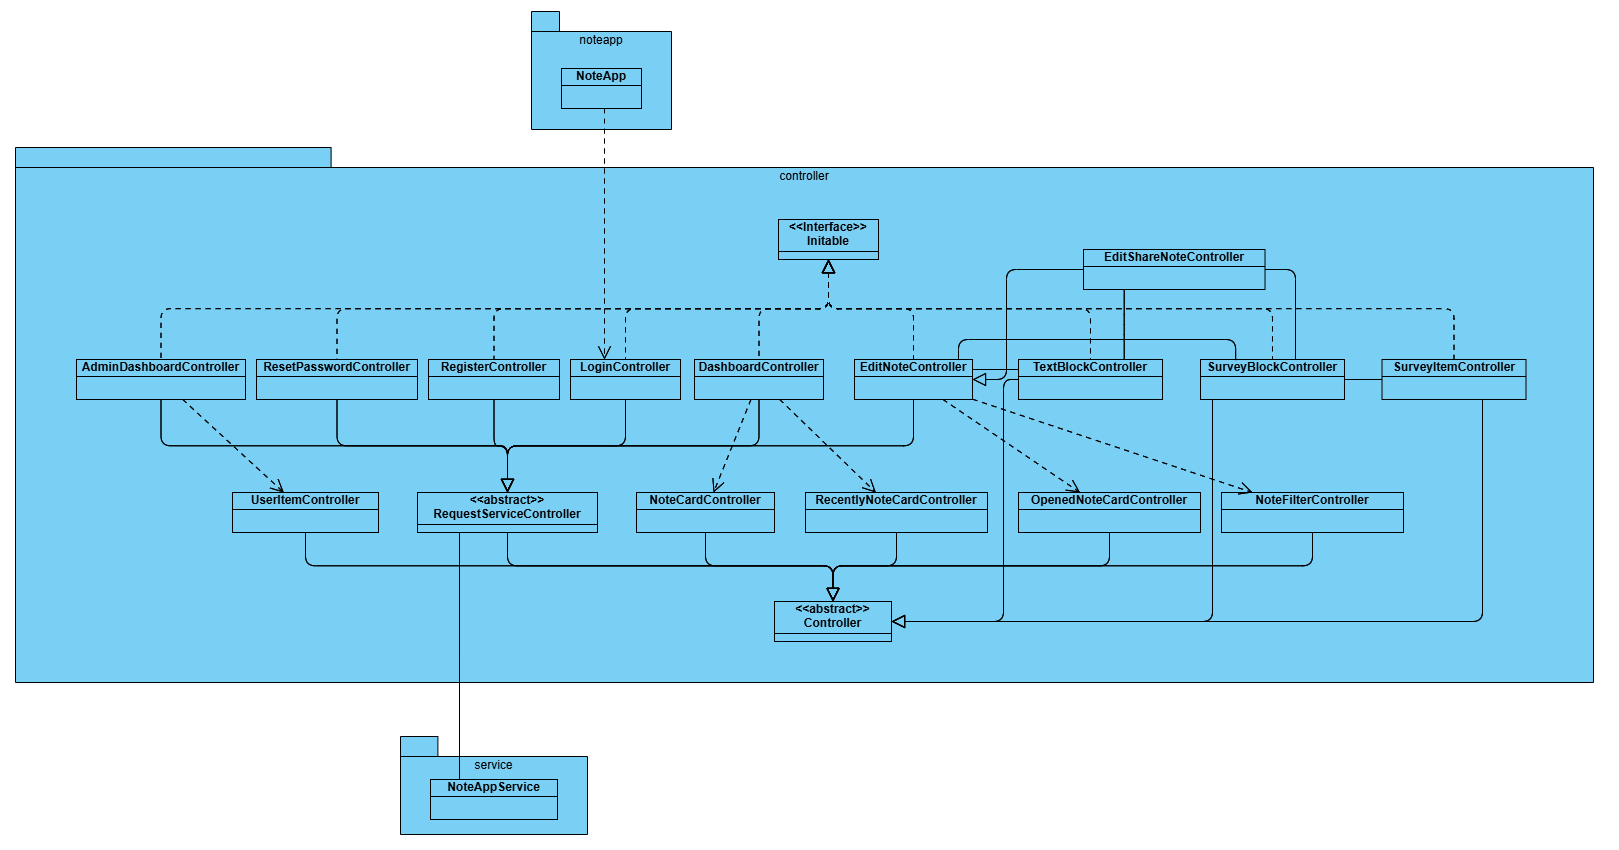 noteapp
NoteApp
controller
<<Interface>>
Initable
EditShareNoteController
AdminDashboardController
ResetPasswordController
RegisterController
LoginController
DashboardController
EditNoteController
TextBlockController
SurveyBlockController
SurveyItemController
UserItemController
<<abstract>>
RequestServiceController
NoteCardController
RecentlyNoteCardController
OpenedNoteCardController
NoteFilterController
<<abstract>>
Controller
service
NoteAppService